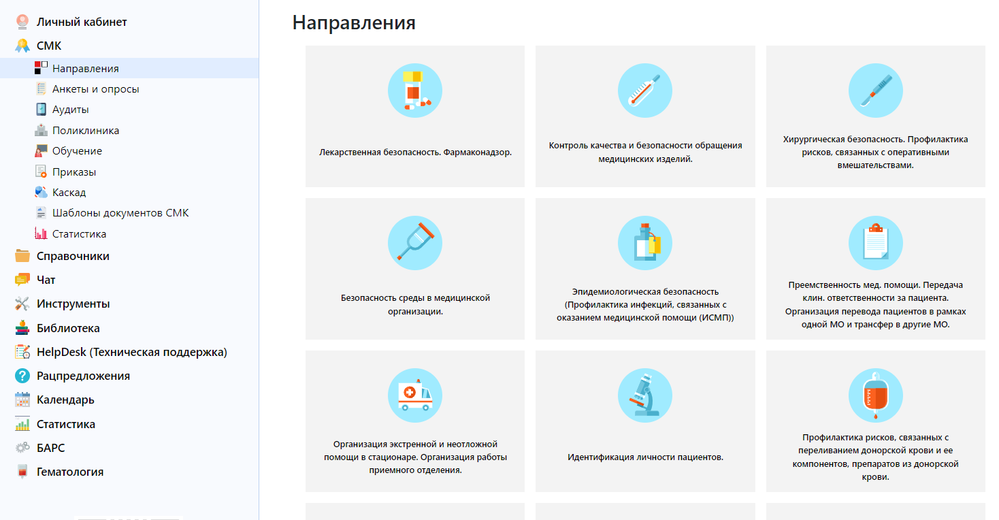 Личный кабинет
СМК
Направления
Анкеты и опросы
Аудиты
Поликлиника
Обучение
Приказы
Каскад
Шаблоны документов СМК
Статистика
Справочники
Чат
Инструменты
Библиотека
HelpDesk (Техническая поддержка)
Рацпредложения
Календарь
Статистика
БАРС
Гематология
Направления
Лекарственная безопасность. Фармаконадзор.
Контроль качества и безопасности обращения
медицинских изделий.
Хирургическая безопасность. Профилактика
рисков, связанных с оперативными
вмешательствами.
Безопасность среды в медицинской
организации.
Эпидемиологическая безопасность
(Профилактика инфекций, связанных с
оказанием медицинской помощи (ИСМП))
Преемственность мед. помощи. Передача
клин. ответственности за пациента.
Организация перевода пациентов в рамках
одной МО и трансфер в другие МО.
Организация экстренной и неотложной
помощи в стационаре. Организация работы
приемного отделения.
Идентификация личности пациентов.
Профилактика рисков, связанных с
переливанием донорской крови и ее
компонентов, препаратов из донорской
крови.